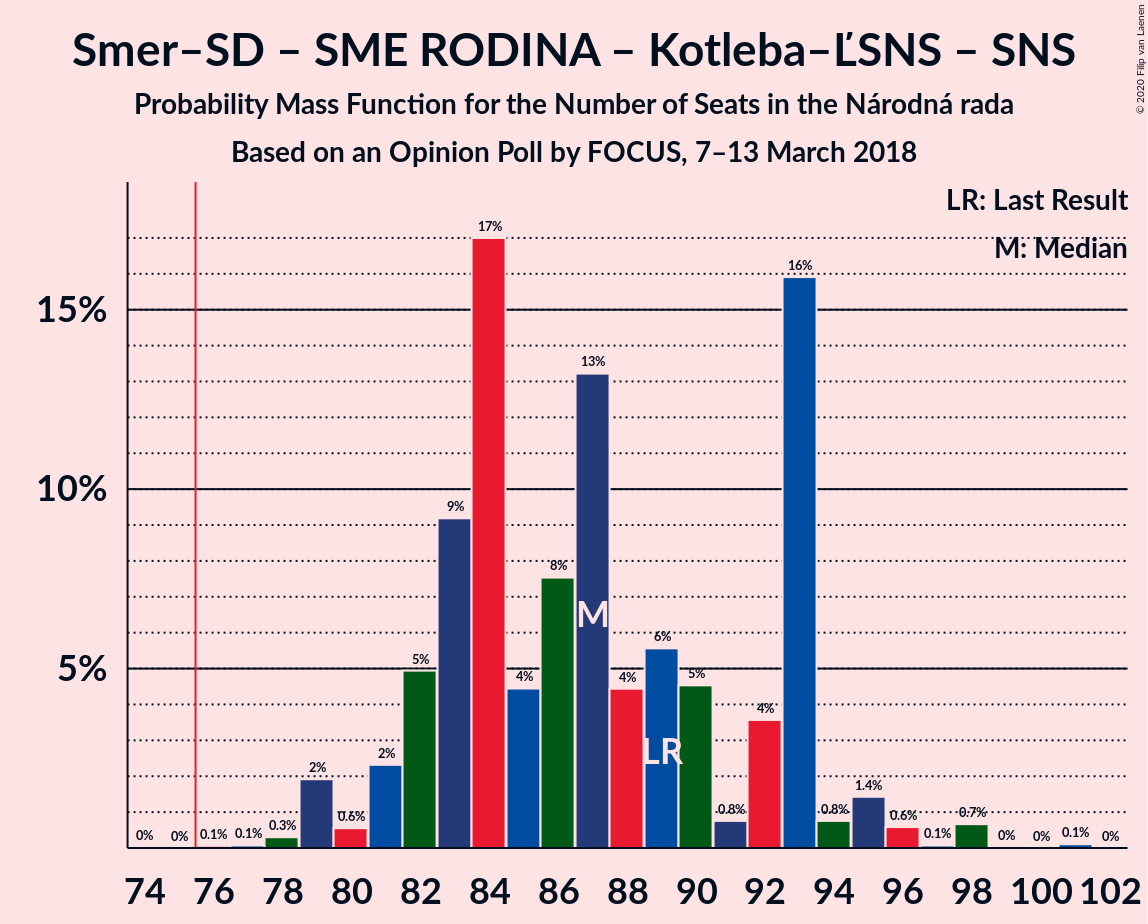 Smer–SD – SME RODINA – Kotleba–ĽSNS – SNS
Probability Mass Function for the Number of Seats in the Národná rada
Based on an Opinion Poll by FOCUS, 7–13 March 2018
© 2020 Filip van Laenen
LR: Last Result
M: Median
15%
10%
5%
0% 0% 0.1% 0.1% 0.3% 2% 0.6% 2% 5% 9% 17% 4% 8% 13% 4% 6% 5% 0.8% 4% 16% 0.8% 1.4% 0.6% 0.1% 0.7% 0% 0% 0.1% 0%
M
LR
74 76 78 80 82 84 86 88 90 92 94 96 98 100 102